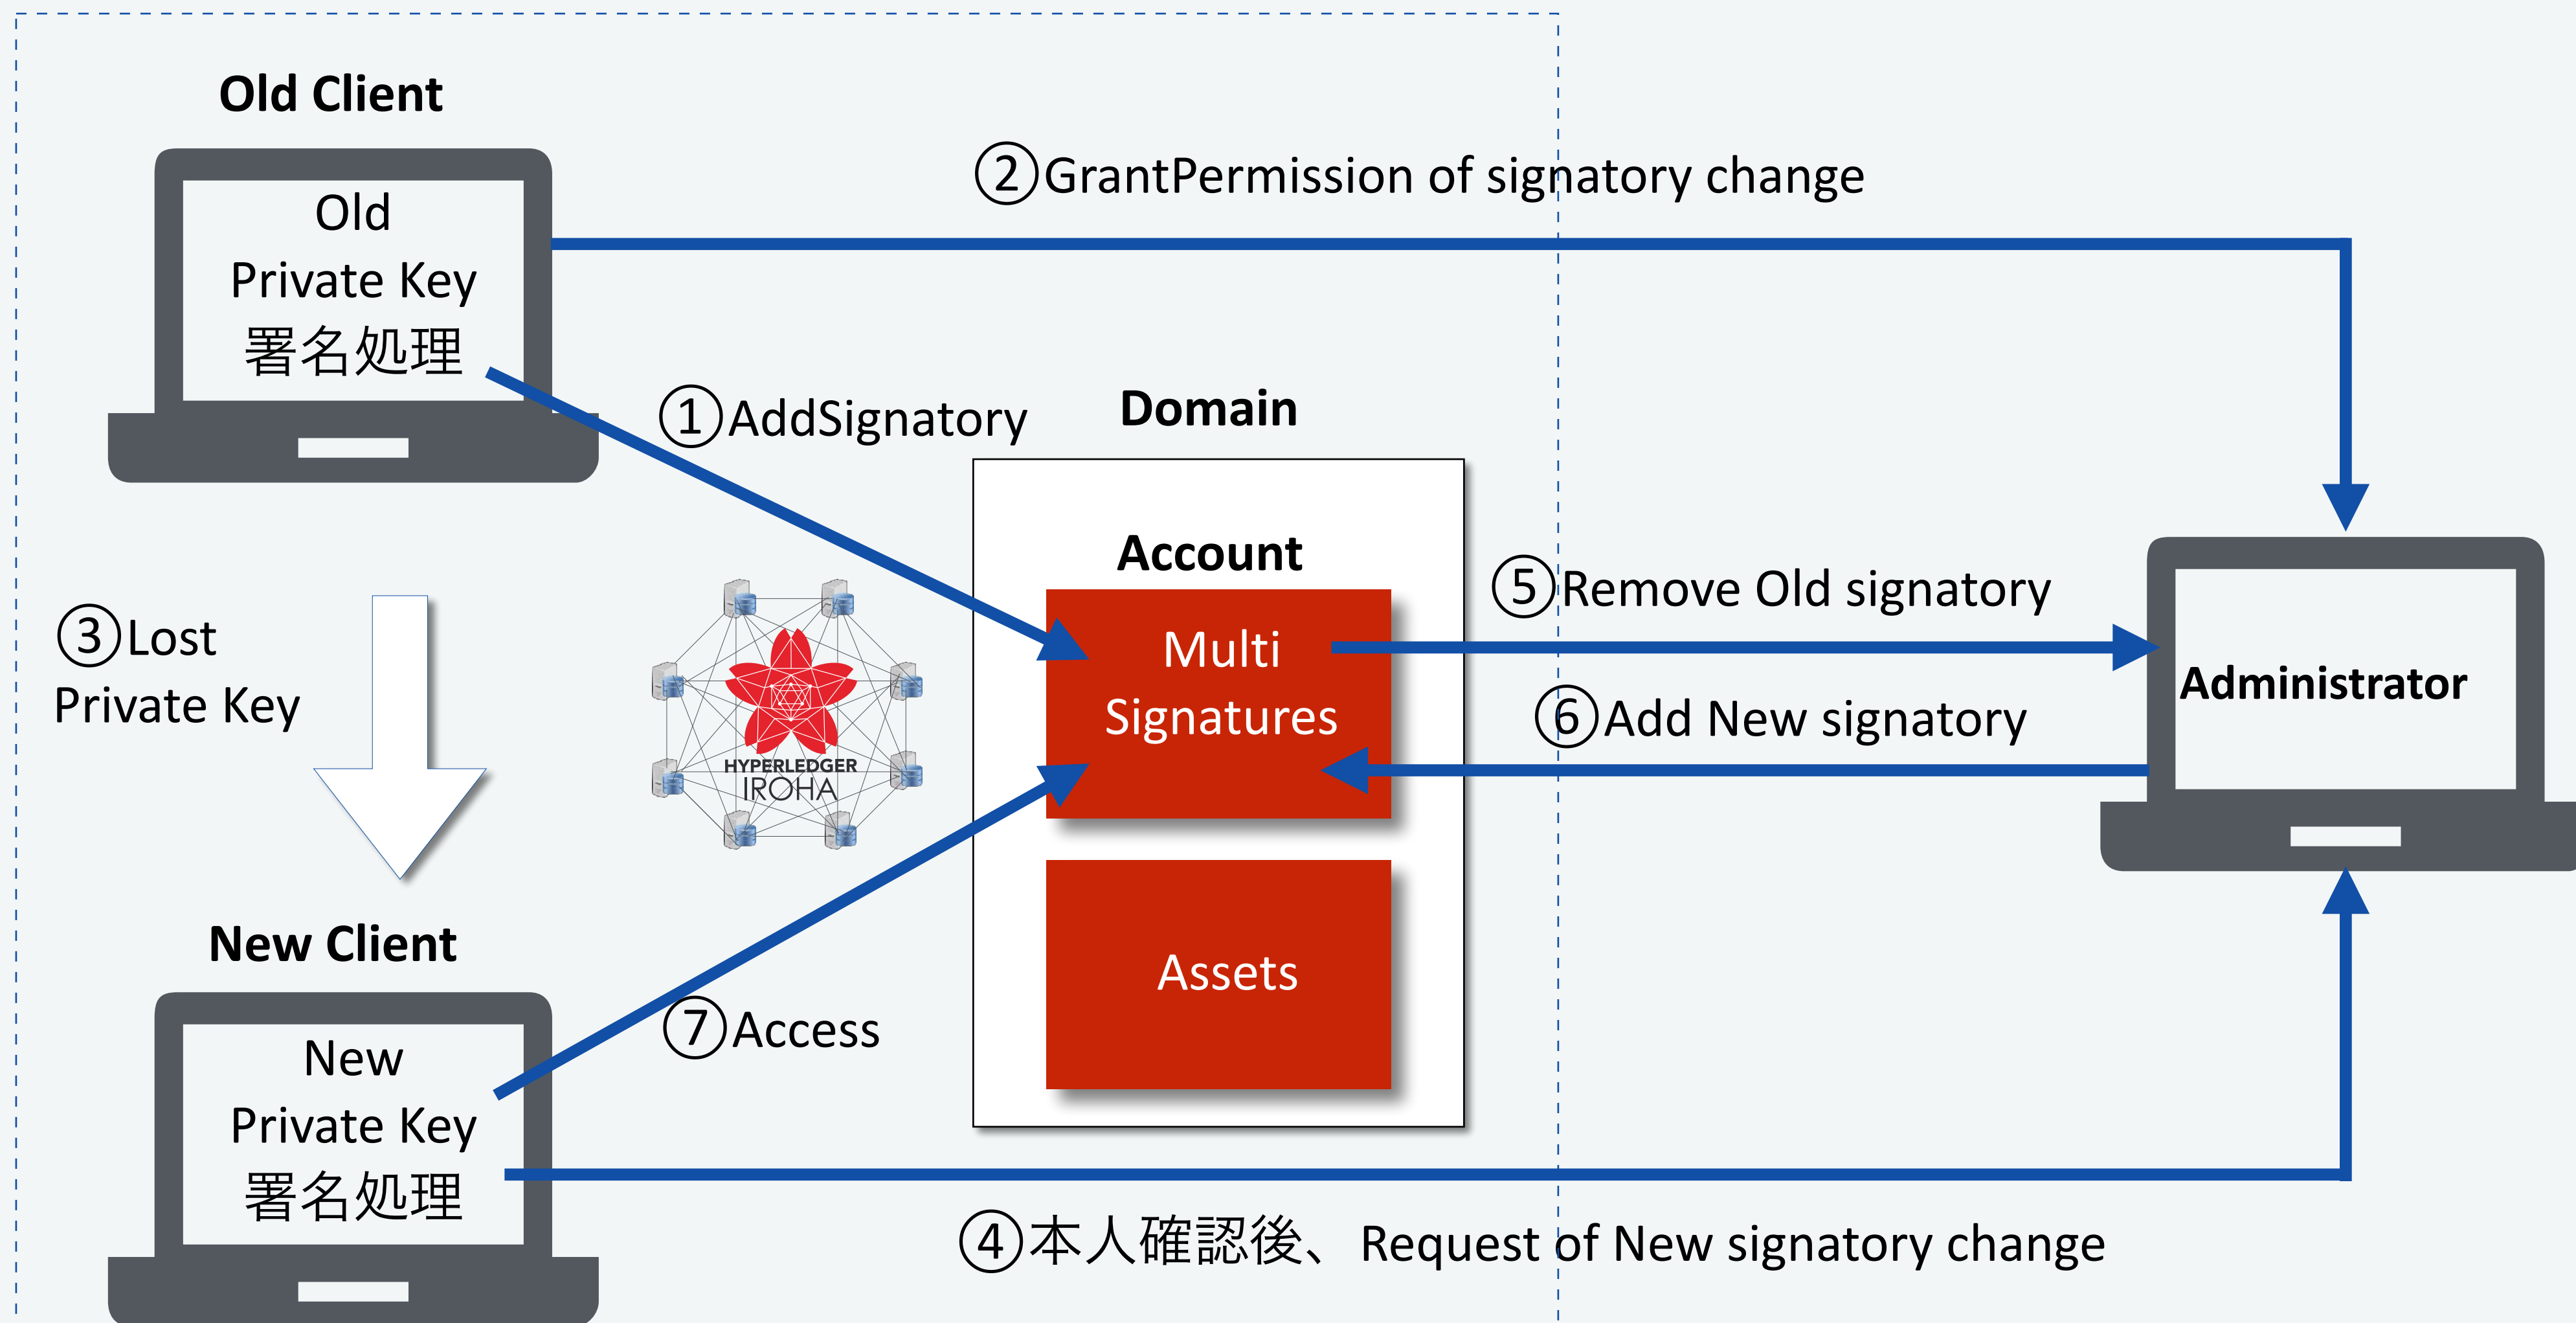 Old Client
Old
Private Key
署名処理
②GrantPermission of signatory change
①AddSignatory
Domain
Account
Multi
Signatures
Assets
③Lost
Private Key
HYPERLEDGER
IROHA
⑤Remove Old signatory
⑥Add New signatory
Administrator
New Client
New
Private Key
署名処理
⑦Access
④本人確認後、Request of New signatory change